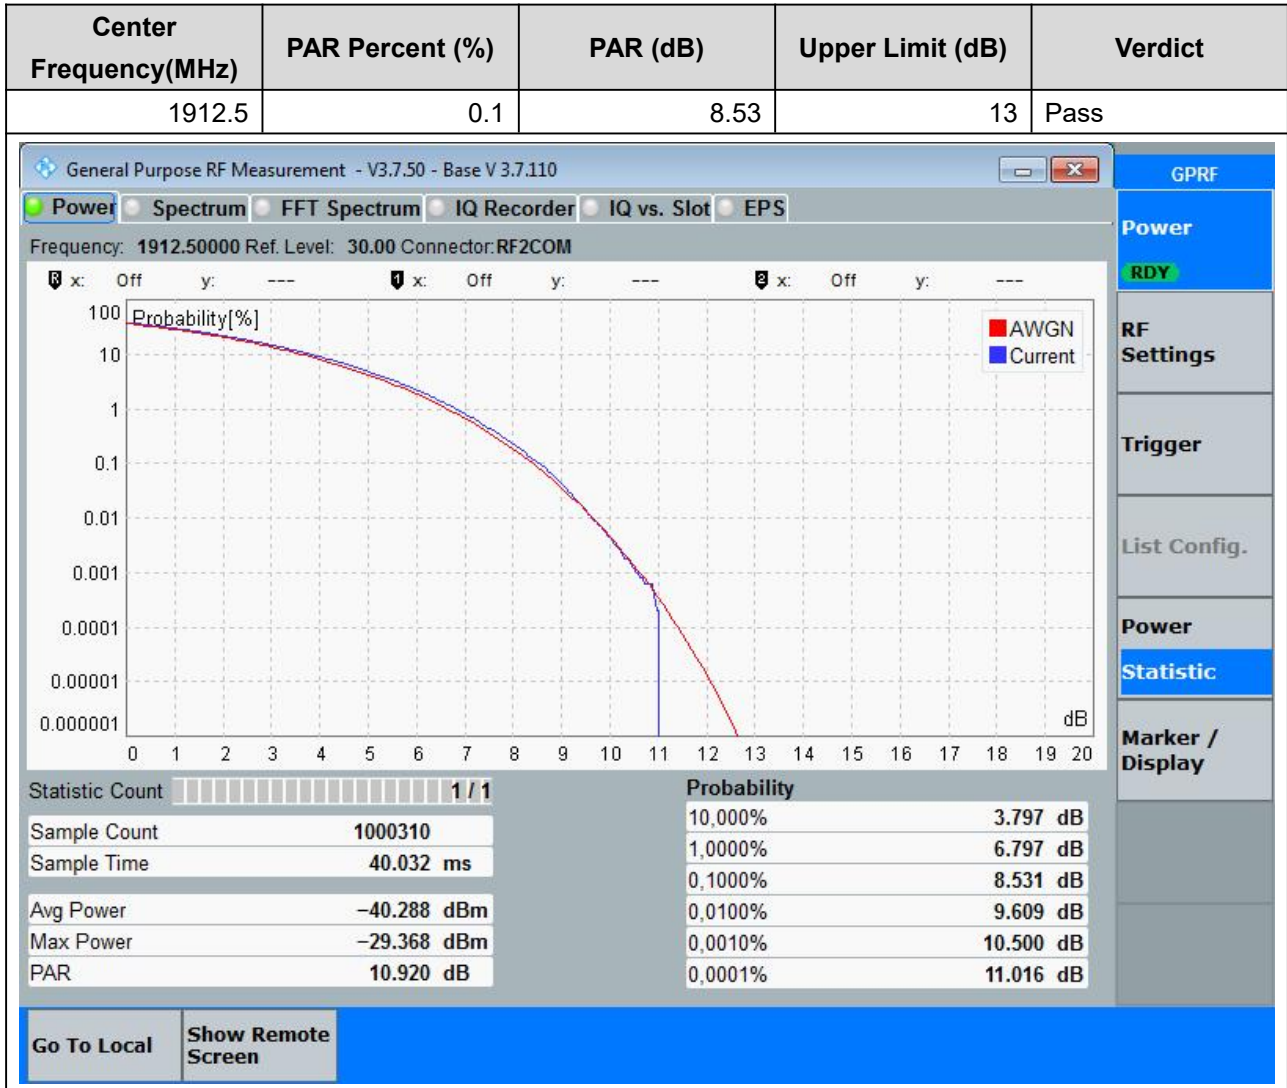 Center Frequency(MHz) PAR Percent (%) PAR (dB) Upper Limit (dB) Verdict
1912.5 0.1 8.53 13 Pass
General Purpose RF Measurement - V3.7.50 - Base V 3.7.110
GPRF
Power Spectrum FFT Spectrum IQ Recorder IQ vs. Slot EPS
Frequency: 1912.50000 Ref. Level: 30.00 Connector:RF2COM
R x: Off y: --- 1 x: Off y: --- 2 x: Off y: ---
Probability[%]
AWGN
Current
100
10
1
0.1
0.01
0.001
0.0001
0.00001
0.000001
dB
0 1 2 3 4 5 6 7 8 9 10 11 12 13 14 15 16 17 18 19 20
Statistic Count 1 / 1
Sample Count 1000310
Sample Time 40.032 ms
Avg Power −40.288 dBm
Max Power −29.368 dBm
PAR 10.920 dB
Probability
10,000% 3.797 dB
1,0000% 6.797 dB
0,1000% 8.531 dB
0,0100% 9.609 dB
0,0010% 10.500 dB
0,0001% 11.016 dB
Power
RDY
RF
Settings
Trigger
List Config.
Power
Statistic
Marker /
Display
Go To Local
Show Remote
Screen